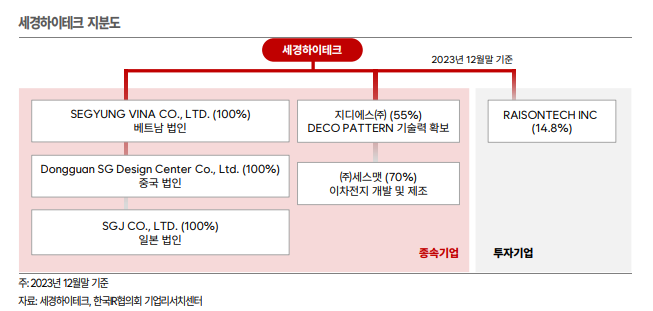 세경하이테크 지분도
세경하이테크
2023년 12월말 기준
SEGYUNG VINA CO., LTD. (100%)
베트남 법인
Dongguan SG Design Center Co., Ltd. (100%)
중국 법인
SGJ CO., LTD. (100%)
일본 법인
지디에스㈜ (55%)
DECO PATTERN 기술력 확보
㈜세스맷 (70%)
이차전지 개발 및 제조
종속기업
RAISONTECH INC
(14.8%)
투자기업
주: 2023년 12월말 기준
자료: 세경하이테크, 한국IR협의회 기업리서치센터